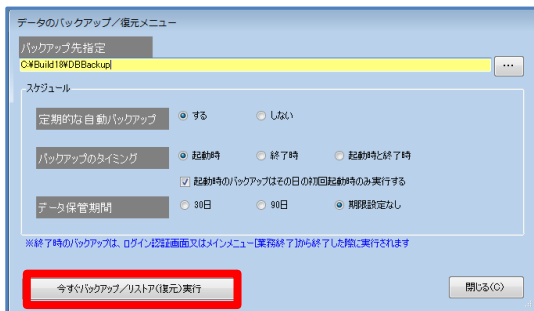 データのバックアップ／復元メニュー
バックアップ先指定
C:¥Build18¥DBBackup
...
スケジュール
定期的な自動バックアップ する しない
バックアップのタイミング 起動時 終了時 起動時と終了時
起動時のバックアップはその日の初回起動時のみ実行する
データ保管期間 30日 90日 期限設定なし
※終了時のバックアップは、ログイン認証画面又はメインメニュー[業務終了]から終了した際に実行されます
今すぐバックアップ／リストア(復元)実行 閉じる(C)